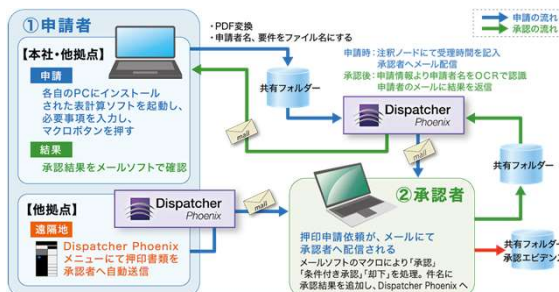 ①申請者
【本社・他拠点】
申請
各自のPCにインストール
された表計算ソフトを起動し、
必要事項を入力し、
マクロボタンを押す
結果
承認結果をメールソフトで確認
【他拠点】
遠隔地
Dispatcher Phoenix
メニューにて押印書類を
承認者へ自動送信
・PDF変換
・申請者名、要件をファイル名にする
申請の流れ
承認の流れ
申請時：注釈ノードにて受理時間を記入
承認者へメール配信
承認後：申請情報より申請者名をOCRで認識
申請者のメールに結果を返信
共有フォルダー
Dispatcher
Phoenix
mail
mail
共有フォルダー
Dispatcher
Phoenix
mail
②承認者
押印申請依頼が、メールにて
承認者へ配信される
メールソフトのマクロにより「承認」
「条件付き承認」「却下」を処理。件名に
承認結果を追加し、Dispatcher Phoenixへ
共有フォルダー
承認エビデンス